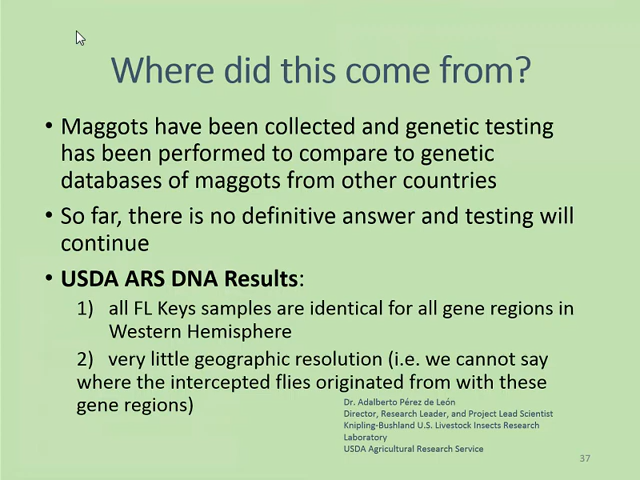 Where did this come from?
• Maggots have been collected and genetic testing
has been performed to compare to genetic
databases of maggots from other countries
• So far, there is no definitive answer and testing will
continue
• USDA ARS DNA Results:
1) all FL Keys samples are identical for all gene regions in
Western Hemisphere
2) very little geographic resolution (i.e. we cannot say
where the intercepted flies originated from with these
gene regions)
Dr. Adalberto Pérez de León
Director, Research Leader, and Project Lead Scientist
Knipling-Bushland U.S. Livestock Insects Research
Laboratory
USDA Agricultural Research Service
37